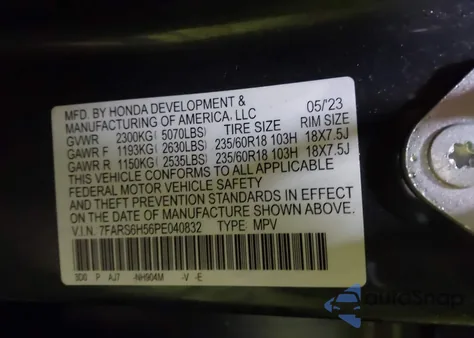 MFD. BY HONDA DEVELOPMENT & 05/'23
MANUFACTURING OF AMERICA, LLC
GVWR 2300KG( 5070LBS) TIRE SIZE RIM SIZE
GAWR F 1193KG( 2630LBS) 235/60R18 103H 18X7.5J
GAWR R 1150KG( 2535LBS) 235/60R18 103H 18X7.5J
THIS VEHICLE CONFORMS TO ALL APPLICABLE
FEDERAL MOTOR VEHICLE SAFETY
AND THEFT PREVENTION STANDARDS IN EFFECT
ON THE DATE OF MANUFACTURE SHOWN ABOVE.
V.I.N. 7FARS6H56PE040832 TYPE: MPV
P AJ7 -NH904M -V -E
autoSnap